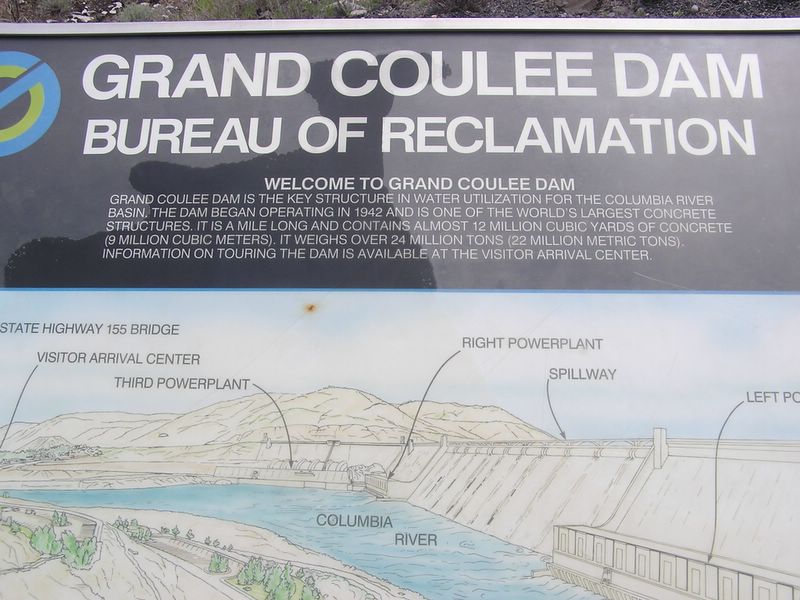 GRAND COULEE DAM
BUREAU OF RECLAMATION
WELCOME TO GRAND COULEE DAM
GRAND COULEE DAM IS THE KEY STRUCTURE IN WATER UTILIZATION FOR THE COLUMBIA RIVER
BASIN. THE DAM BEGAN OPERATING IN 1942 AND IS ONE OF THE WORLD'S LARGEST CONCRETE
STRUCTURES. IT IS A MILE LONG AND CONTAINS ALMOST 12 MILLION CUBIC YARDS OF CONCRETE
(9 MILLION CUBIC METERS). IT WEIGHS OVER 24 MILLION TONS (22 MILLION METRIC TONS).
INFORMATION ON TOURING THE DAM IS AVAILABLE AT THE VISITOR ARRIVAL CENTER.
STATE HIGHWAY 155 BRIDGE
VISITOR ARRIVAL CENTER
THIRD POWERPLANT
RIGHT POWERPLANT
SPILLWAY
LEFT PO
COLUMBIA
RIVER